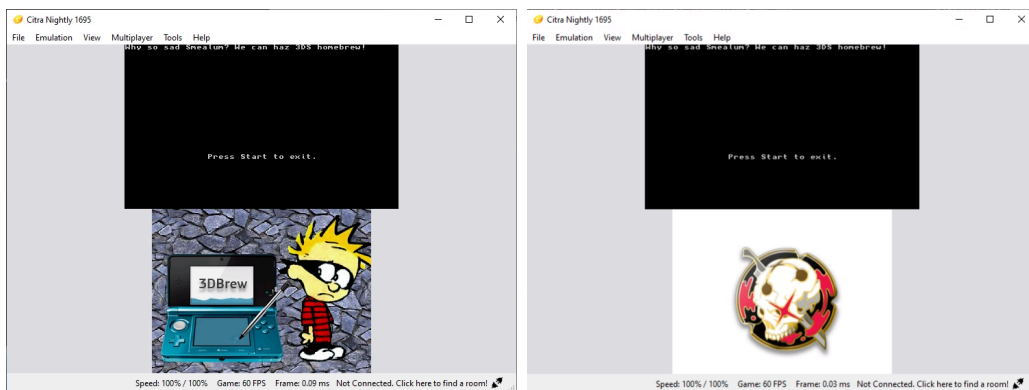 Citra Nightly 1695
File Emulation View Multiplayer Tools Help
Why so sad Smealum? We can haz 3DS homebrew!
Press Start to exit.
3DBrew
Speed: 100% / 100% Game: 60 FPS Frame: 0.09 ms Not Connected. Click here to find a room!
Citra Nightly 1695
File Emulation View Multiplayer Tools Help
Why so sad Smealum? We can haz 3DS homebrew!
Press Start to exit.
Speed: 100% / 100% Game: 60 FPS Frame: 0.03 ms Not Connected. Click here to find a room!